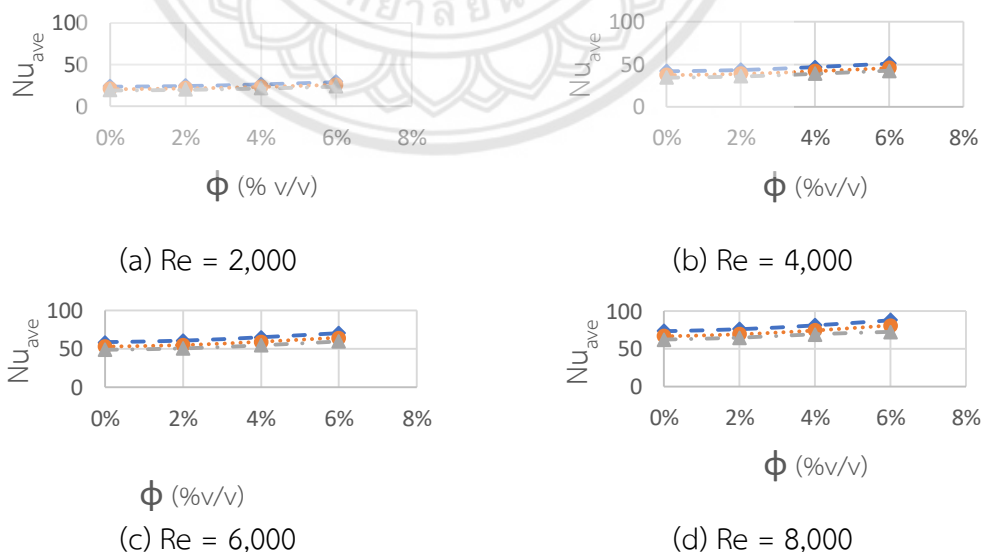 Nu_ave
100
50
0
0% 2% 4% 6% 8%
ϕ (% v/v)
(a) Re = 2,000
Nu_ave
100
50
0
0% 2% 4% 6% 8%
ϕ (%v/v)
(b) Re = 4,000
Nu_ave
100
50
0
0% 2% 4% 6% 8%
ϕ (%v/v)
(c) Re = 6,000
Nu_ave
100
50
0
0% 2% 4% 6% 8%
ϕ (%v/v)
(d) Re = 8,000